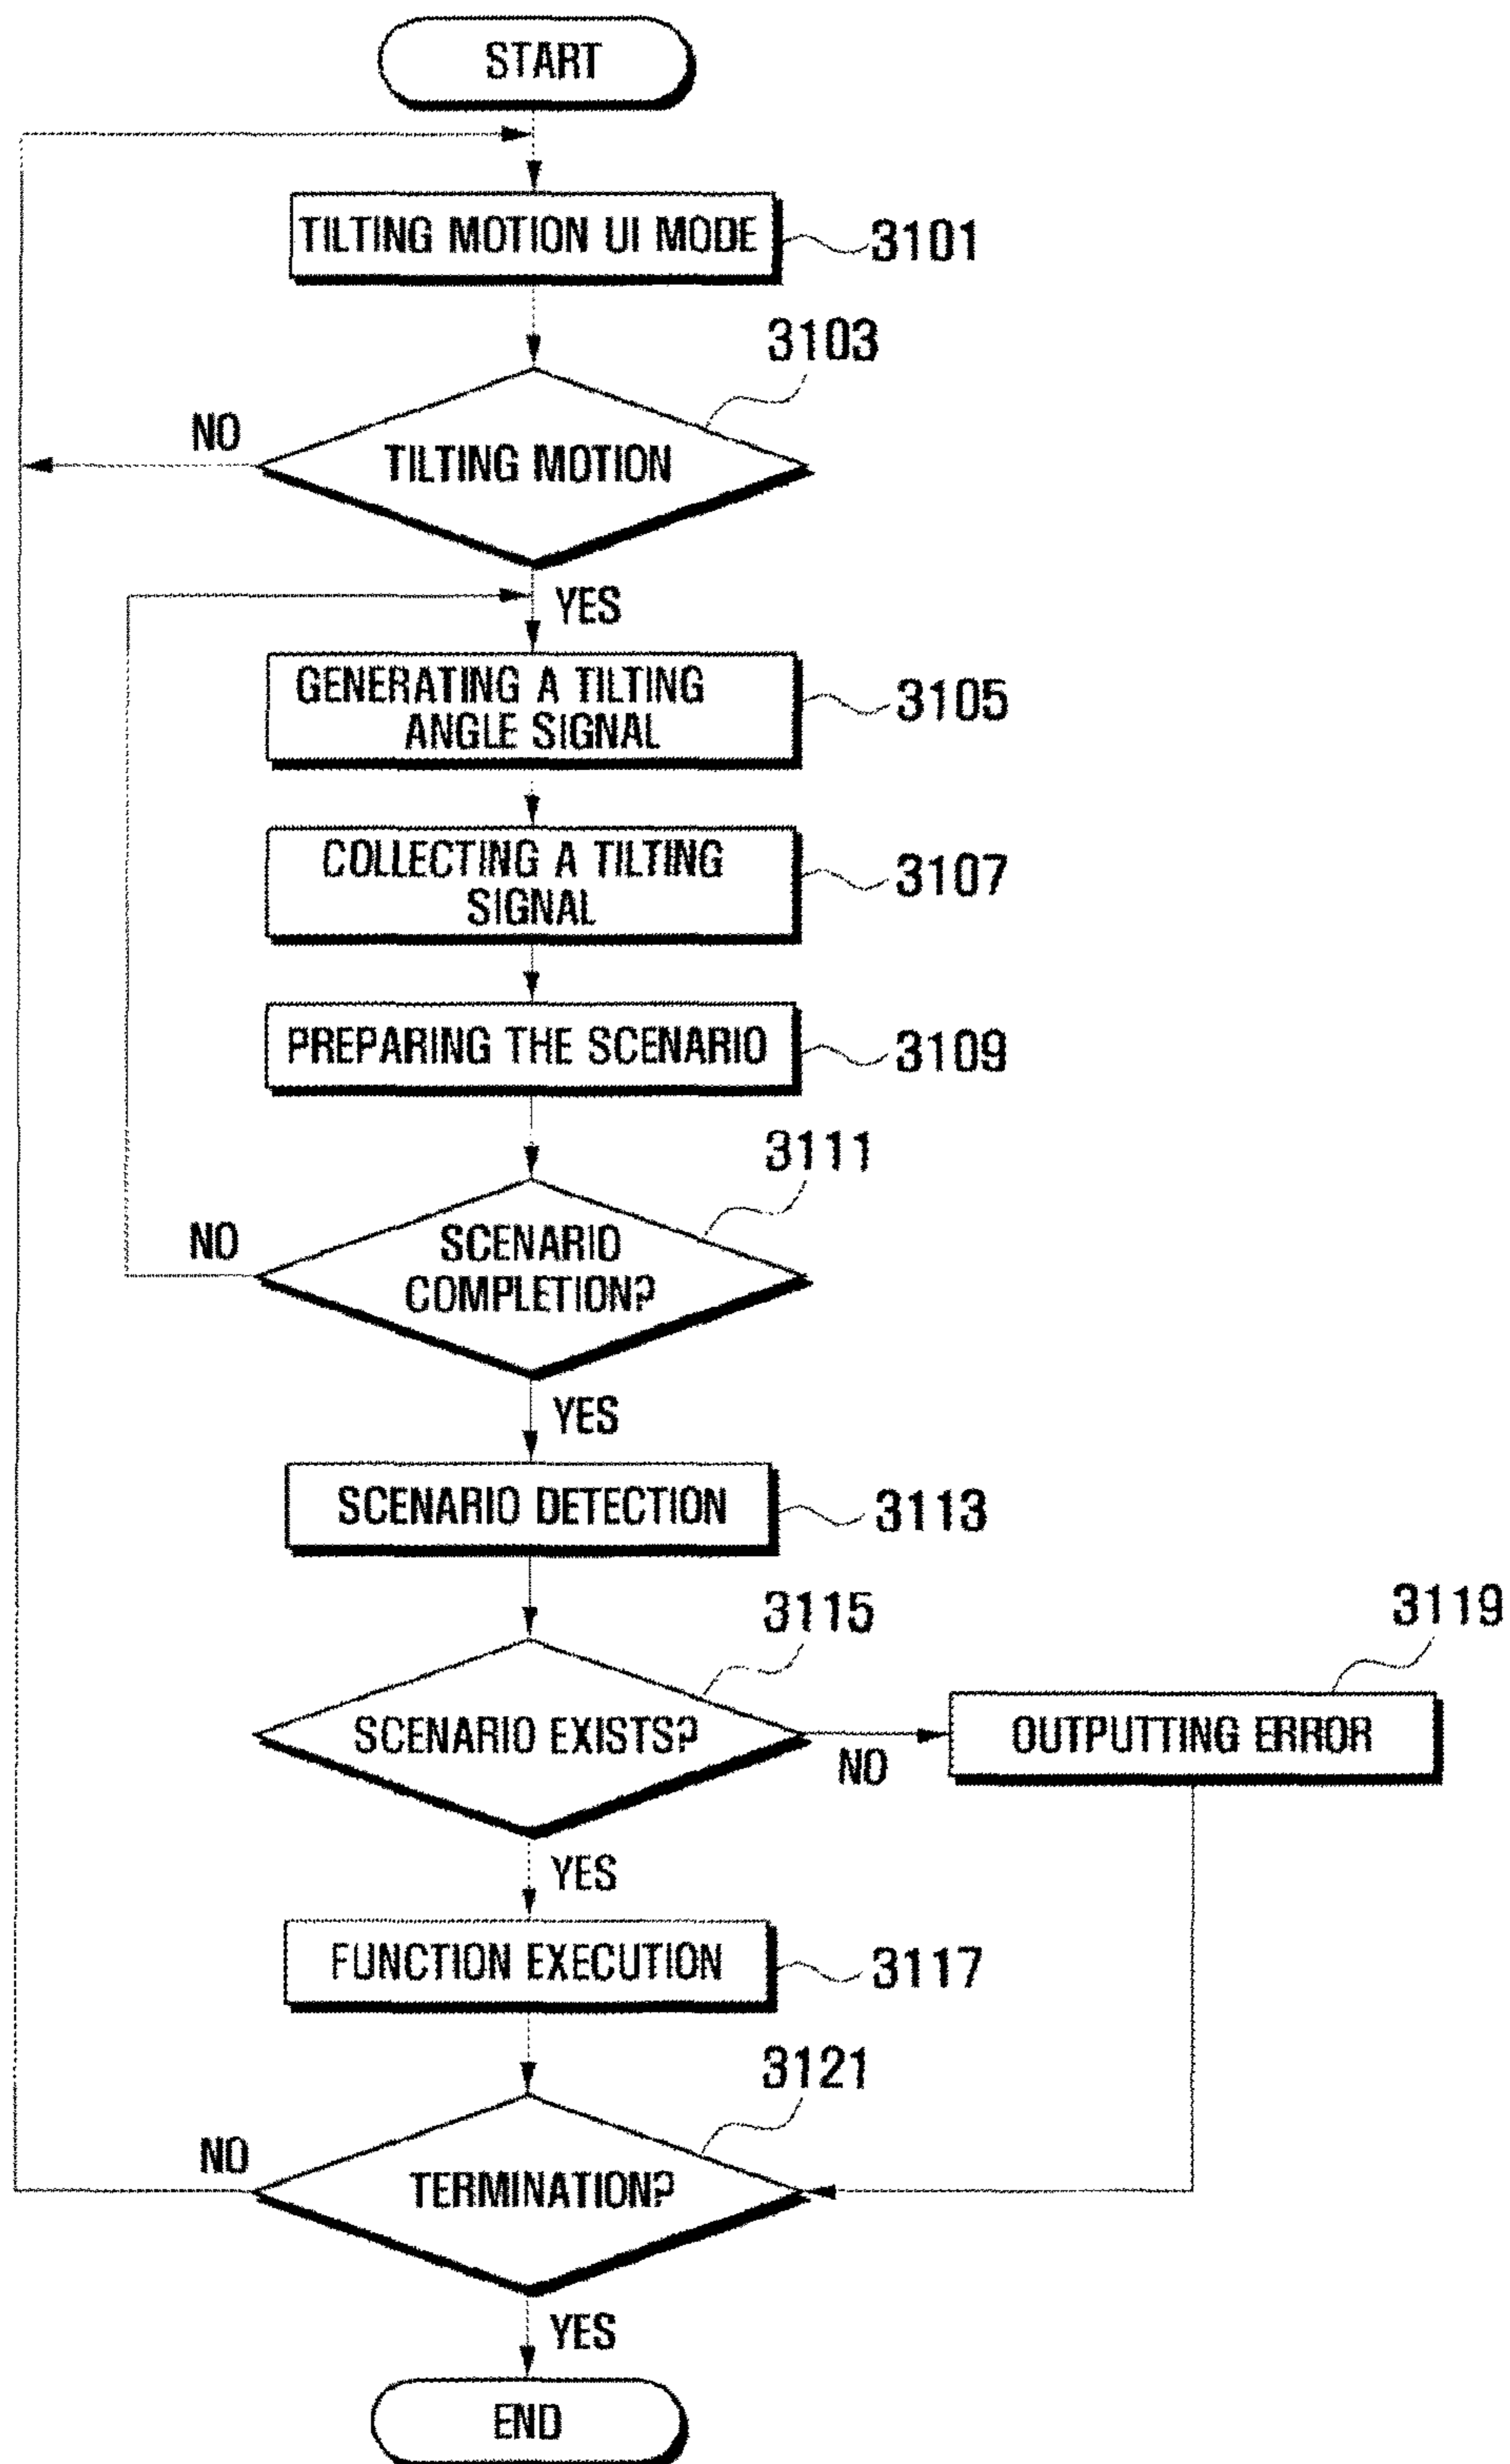 START
TILTING MOTION UI MODE
3101
3103
NO
TILTING MOTION
YES
GENERATING A TILTING
ANGLE SIGNAL
3105
COLLECTING A TILTING
SIGNAL
3107
PREPARING THE SCENARIO
3109
3111
NO
SCENARIO
COMPLETION?
YES
SCENARIO DETECTION
3113
3115
3119
SCENARIO EXISTS?
NO
OUTPUTTING ERROR
YES
FUNCTION EXECUTION
3117
3121
NO
TERMINATION?
YES
END